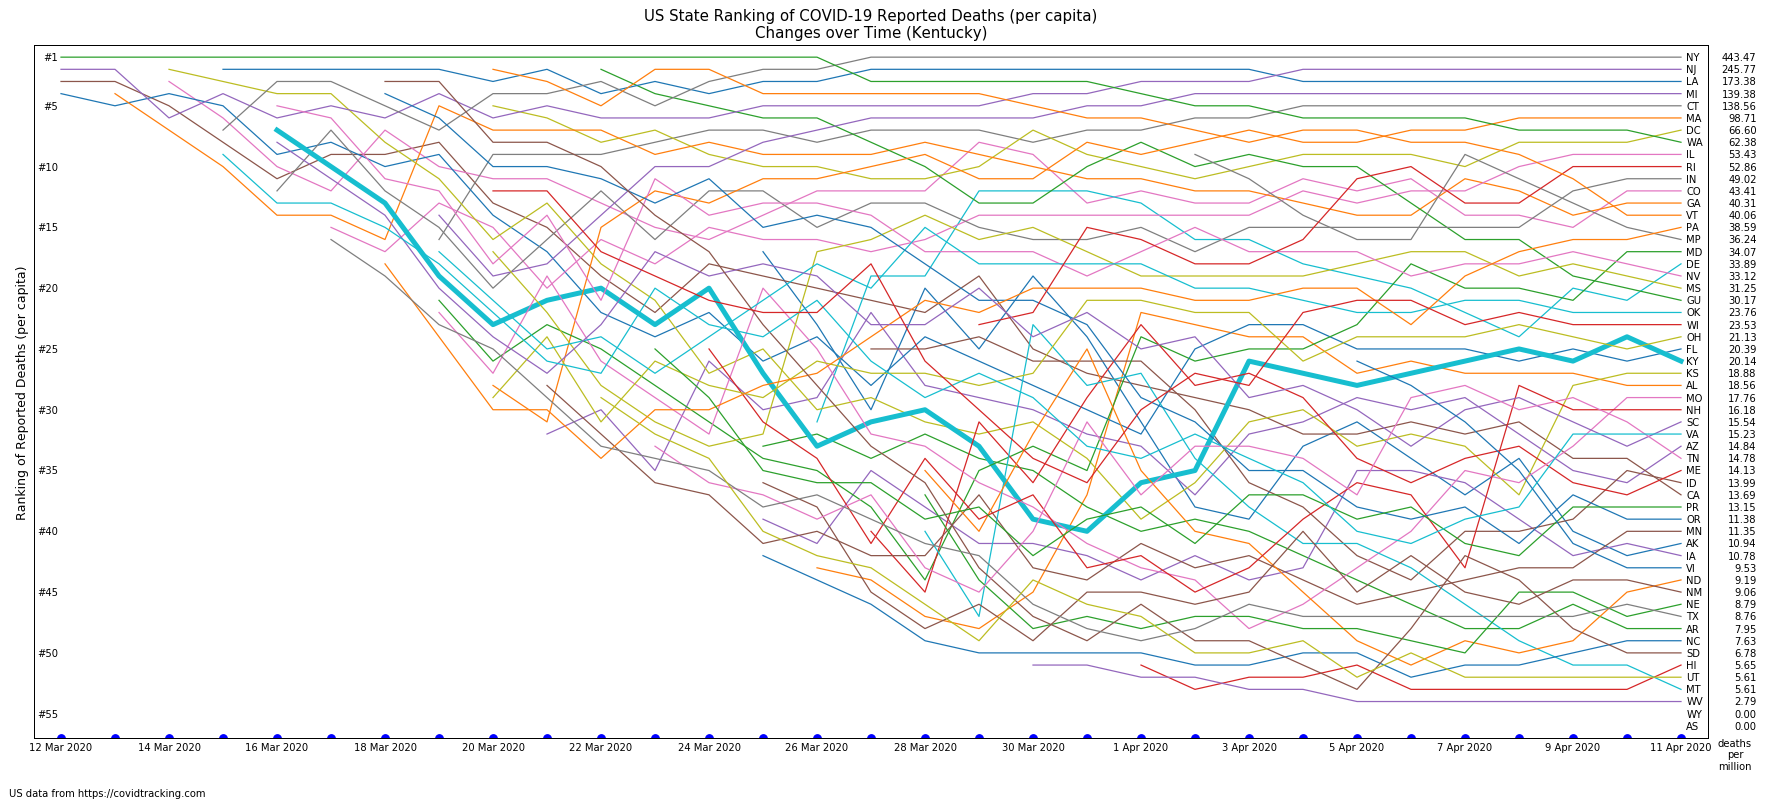 US State Ranking of COVID-19 Reported Deaths (per capita)
Changes over Time (Kentucky)
Ranking of Reported Deaths (per capita)
#1
#5
#10
#15
#20
#25
#30
#35
#40
#45
#50
#55
NY 443.47
NJ 245.77
LA 173.38
MI 139.38
CT 138.56
MA 98.71
DC 66.60
WA 62.38
IL 53.43
RI 52.86
IN 49.02
CO 43.41
GA 40.31
VT 40.06
PA 38.59
MP 36.24
MD 34.07
DE 33.89
NV 33.12
MS 31.25
GU 30.17
OK 23.76
WI 23.53
OH 21.13
FL 20.39
KY 20.14
KS 18.88
AL 18.56
MO 17.76
NH 16.18
SC 15.54
VA 15.23
AZ 14.84
TN 14.78
ME 14.13
ID 13.99
CA 13.69
PR 13.15
OR 11.38
MN 11.35
AK 10.94
IA 10.78
VI 9.53
ND 9.19
NM 9.06
NE 8.79
TX 8.76
AR 7.95
NC 7.63
SD 6.78
HI 5.65
UT 5.61
MT 5.61
WV 2.79
WY 0.00
AS 0.00
12 Mar 2020 14 Mar 2020 16 Mar 2020 18 Mar 2020 20 Mar 2020 22 Mar 2020 24 Mar 2020 26 Mar 2020 28 Mar 2020 30 Mar 2020 1 Apr 2020 3 Apr 2020 5 Apr 2020 7 Apr 2020 9 Apr 2020 11 Apr 2020
deaths
per
million
US data from https://covidtracking.com